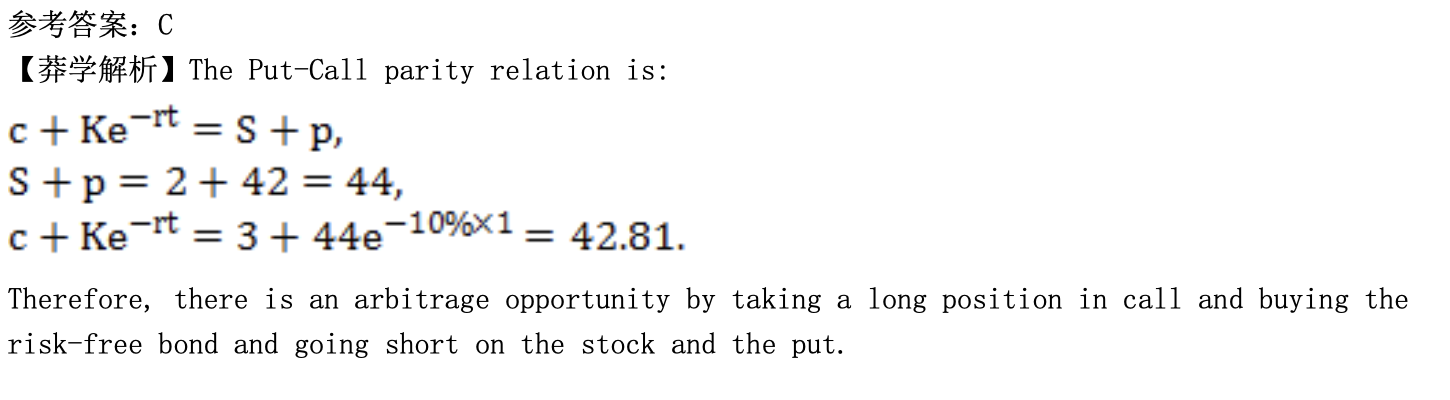 参考答案：C
【莽学解析】The Put-Call parity relation is:
c + Ke^{−rt} = S + p,
S + p = 2 + 42 = 44,
c + Ke^{−rt} = 3 + 44e^{−10%×1} = 42.81.
Therefore, there is an arbitrage opportunity by taking a long position in call and buying the
risk-free bond and going short on the stock and the put.